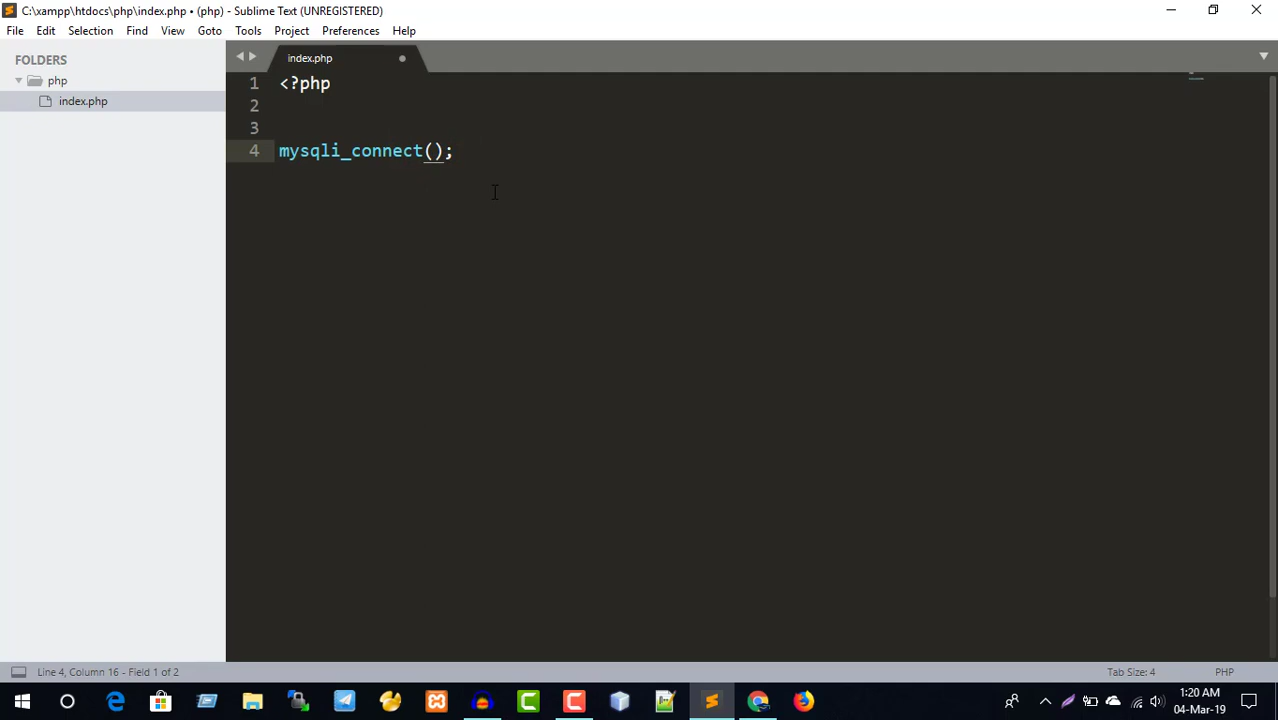 C:\xampp\htdocs\php\index.php • (php) - Sublime Text (UNREGISTERED)
File Edit Selection Find View Goto Tools Project Preferences Help
FOLDERS
php
index.php
index.php
1 <?php
2
3
4 mysqli_connect();
Line 4, Column 16 - Field 1 of 2
Tab Size: 4
PHP
1:20 AM
04-Mar-19